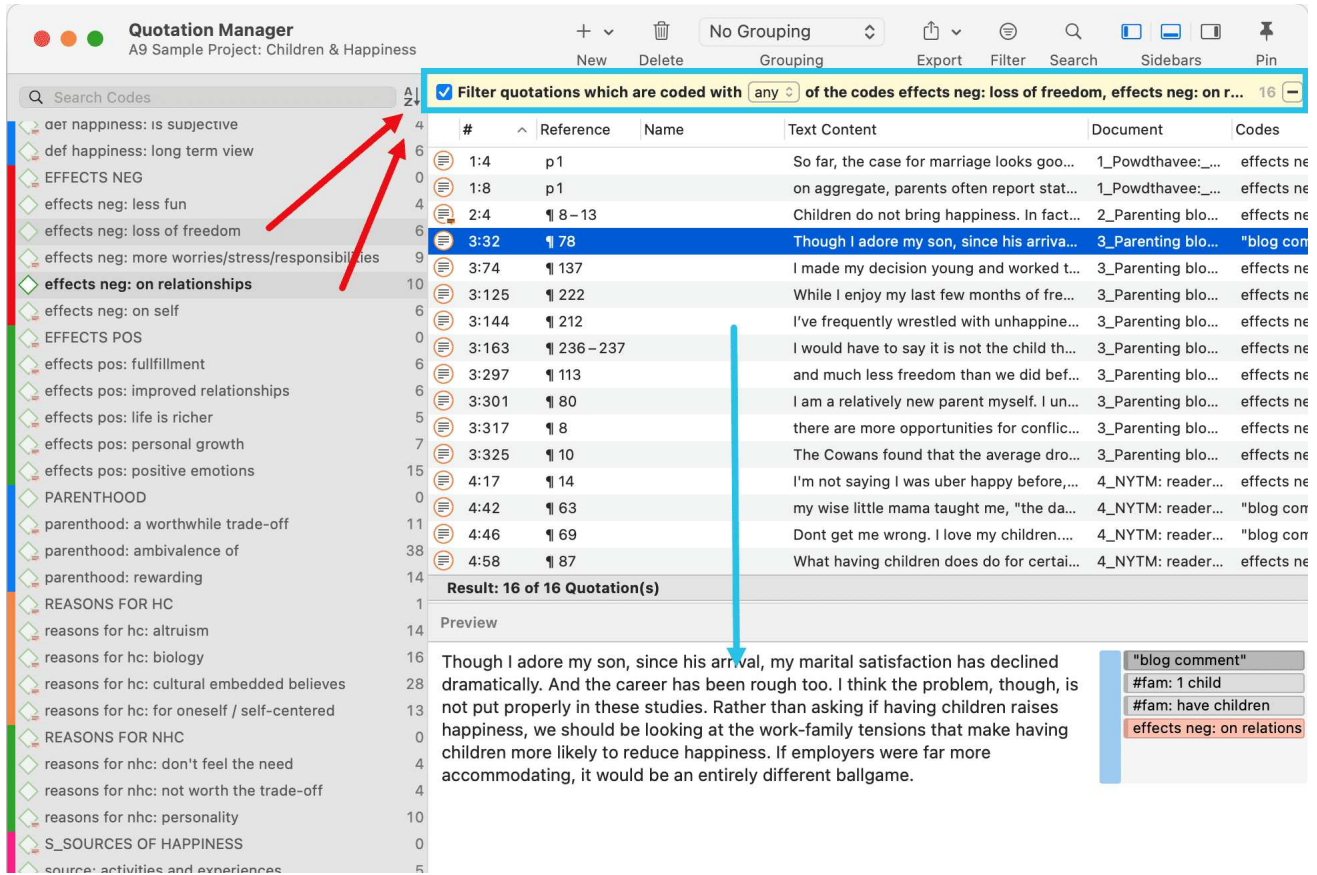 Quotation Manager
A9 Sample Project: Children & Happiness
New
Delete
No Grouping
Grouping
Export
Filter
Search
Sidebars
Pin
Search Codes
def happiness: is subjective 4
def happiness: long term view 6
EFFECTS NEG 0
effects neg: less fun 4
effects neg: loss of freedom 6
effects neg: more worries/stress/responsibilities 9
effects neg: on relationships 10
effects neg: on self 6
EFFECTS POS 0
effects pos: fullfillment 6
effects pos: improved relationships 6
effects pos: life is richer 5
effects pos: personal growth 7
effects pos: positive emotions 15
PARENTHOOD 0
parenthood: a worthwhile trade-off 11
parenthood: ambivalence of 38
parenthood: rewarding 14
REASONS FOR HC 1
reasons for hc: altruism 14
reasons for hc: biology 16
reasons for hc: cultural embedded believes 28
reasons for hc: for oneself / self-centered 13
REASONS FOR NHC 0
reasons for nhc: don't feel the need 4
reasons for nhc: not worth the trade-off 4
reasons for nhc: personality 10
S_SOURCES OF HAPPINESS 0
source: activities and experiences 5
Filter quotations which are coded with any of the codes effects neg: loss of freedom, effects neg: on r... 16
# Reference Name Text Content Document Codes
1:4 p1 So far, the case for marriage looks goo... 1_Powdthavee:_... effects ne
1:8 p1 on aggregate, parents often report stat... 1_Powdthavee:_... effects ne
2:4 ¶ 8–13 Children do not bring happiness. In fact... 2_Parenting blo... effects ne
3:32 ¶ 78 Though I adore my son, since his arriva... 3_Parenting blo... "blog com
3:74 ¶ 137 I made my decision young and worked t... 3_Parenting blo... effects ne
3:125 ¶ 222 While I enjoy my last few months of fre... 3_Parenting blo... effects ne
3:144 ¶ 212 I've frequently wrestled with unhappine... 3_Parenting blo... effects ne
3:163 ¶ 236–237 I would have to say it is not the child th... 3_Parenting blo... effects ne
3:297 ¶ 113 and much less freedom than we did bef... 3_Parenting blo... effects ne
3:301 ¶ 80 I am a relatively new parent myself. I un... 3_Parenting blo... effects ne
3:317 ¶ 8 there are more opportunities for conflic... 3_Parenting blo... effects ne
3:325 ¶ 10 The Cowans found that the average dro... 3_Parenting blo... effects ne
4:17 ¶ 14 I'm not saying I was uber happy before,... 4_NYTM: reader... effects ne
4:42 ¶ 63 my wise little mama taught me, "the da... 4_NYTM: reader... "blog com
4:46 ¶ 69 Dont get me wrong. I love my children.... 4_NYTM: reader... "blog com
4:58 ¶ 87 What having children does do for certai... 4_NYTM: reader... effects ne
Result: 16 of 16 Quotation(s)
Preview
Though I adore my son, since his arrival, my marital satisfaction has declined
dramatically. And the career has been rough too. I think the problem, though, is
not put properly in these studies. Rather than asking if having children raises
happiness, we should be looking at the work-family tensions that make having
children more likely to reduce happiness. If employers were far more
accommodating, it would be an entirely different ballgame.
"blog comment"
#fam: 1 child
#fam: have children
effects neg: on relations